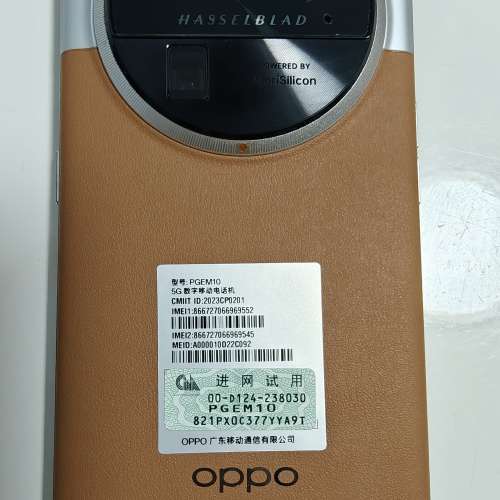 HASSELBLAD
POWERED BY
MariSilicon
型号: PGEM10
5G 数字移动电话机
CMIIT ID:2023CP0201
IMEI1:866727066969552
IMEI2:866727066969545
MEID:A000010D22C092
进网试用
00-D124-238030
PGEM10
821PX0C377YYA9T
OPPO 广东移动通信有限公司
oppo